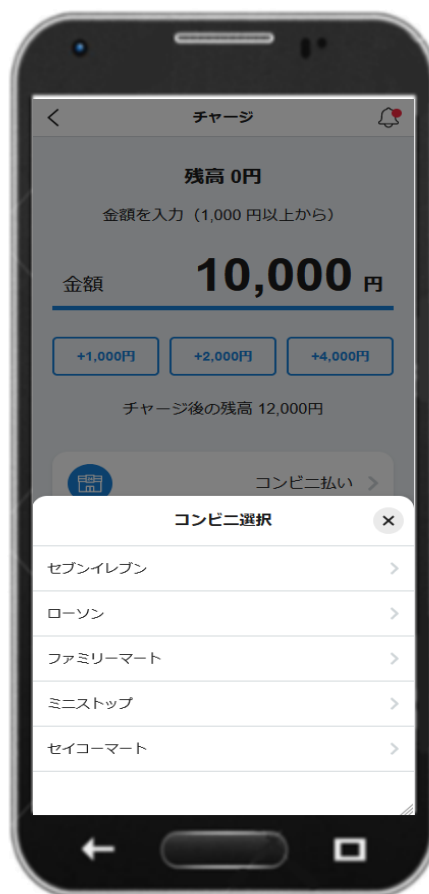 チャージ
残高 0円
金額を入力（1,000 円以上から）
金額 10,000 円
+1,000円 +2,000円 +4,000円
チャージ後の残高 12,000円
コンビニ払い
コンビニ選択
セブンイレブン
ローソン
ファミリーマート
ミニストップ
セイコーマート